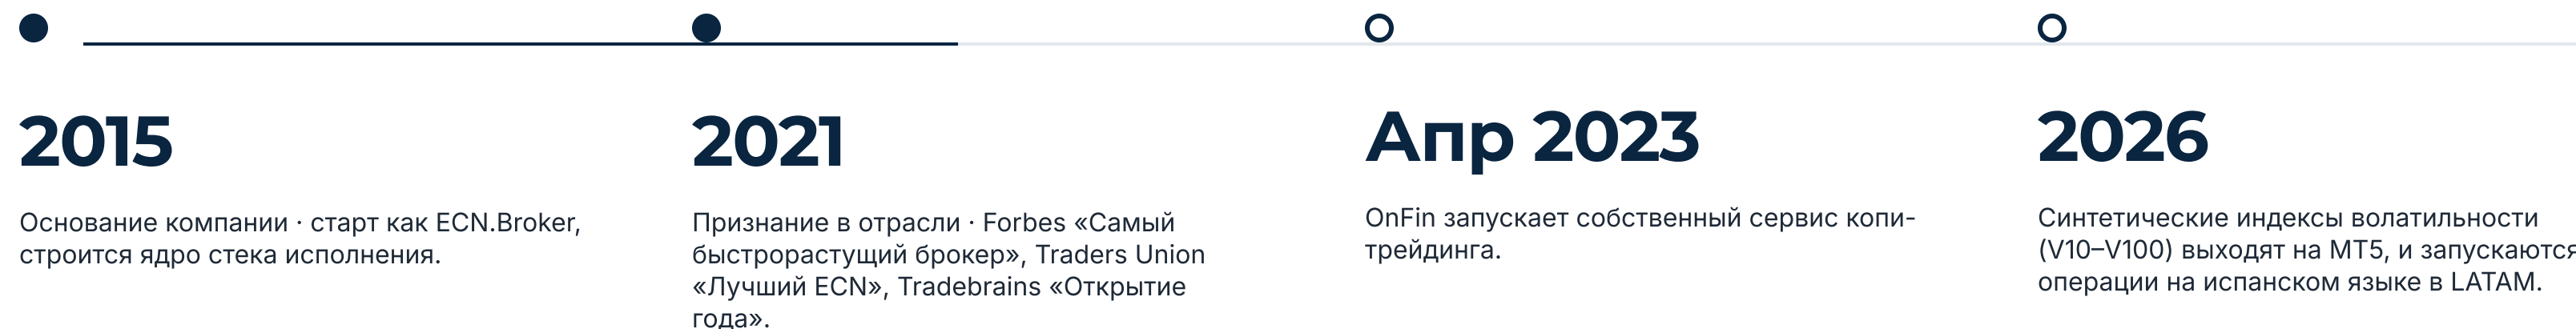 2015
Основание компании · старт как ECN.Broker,
строится ядро стека исполнения.
2021
Признание в отрасли · Forbes «Самый
быстрорастущий брокер», Traders Union
«Лучший ECN», Tradebrains «Открытие
года».
Апр 2023
OnFin запускает собственный сервис копи-
трейдинга.
2026
Синтетические индексы волатильности
(V10–V100) выходят на MT5, и запускаются
операции на испанском языке в LATAM.